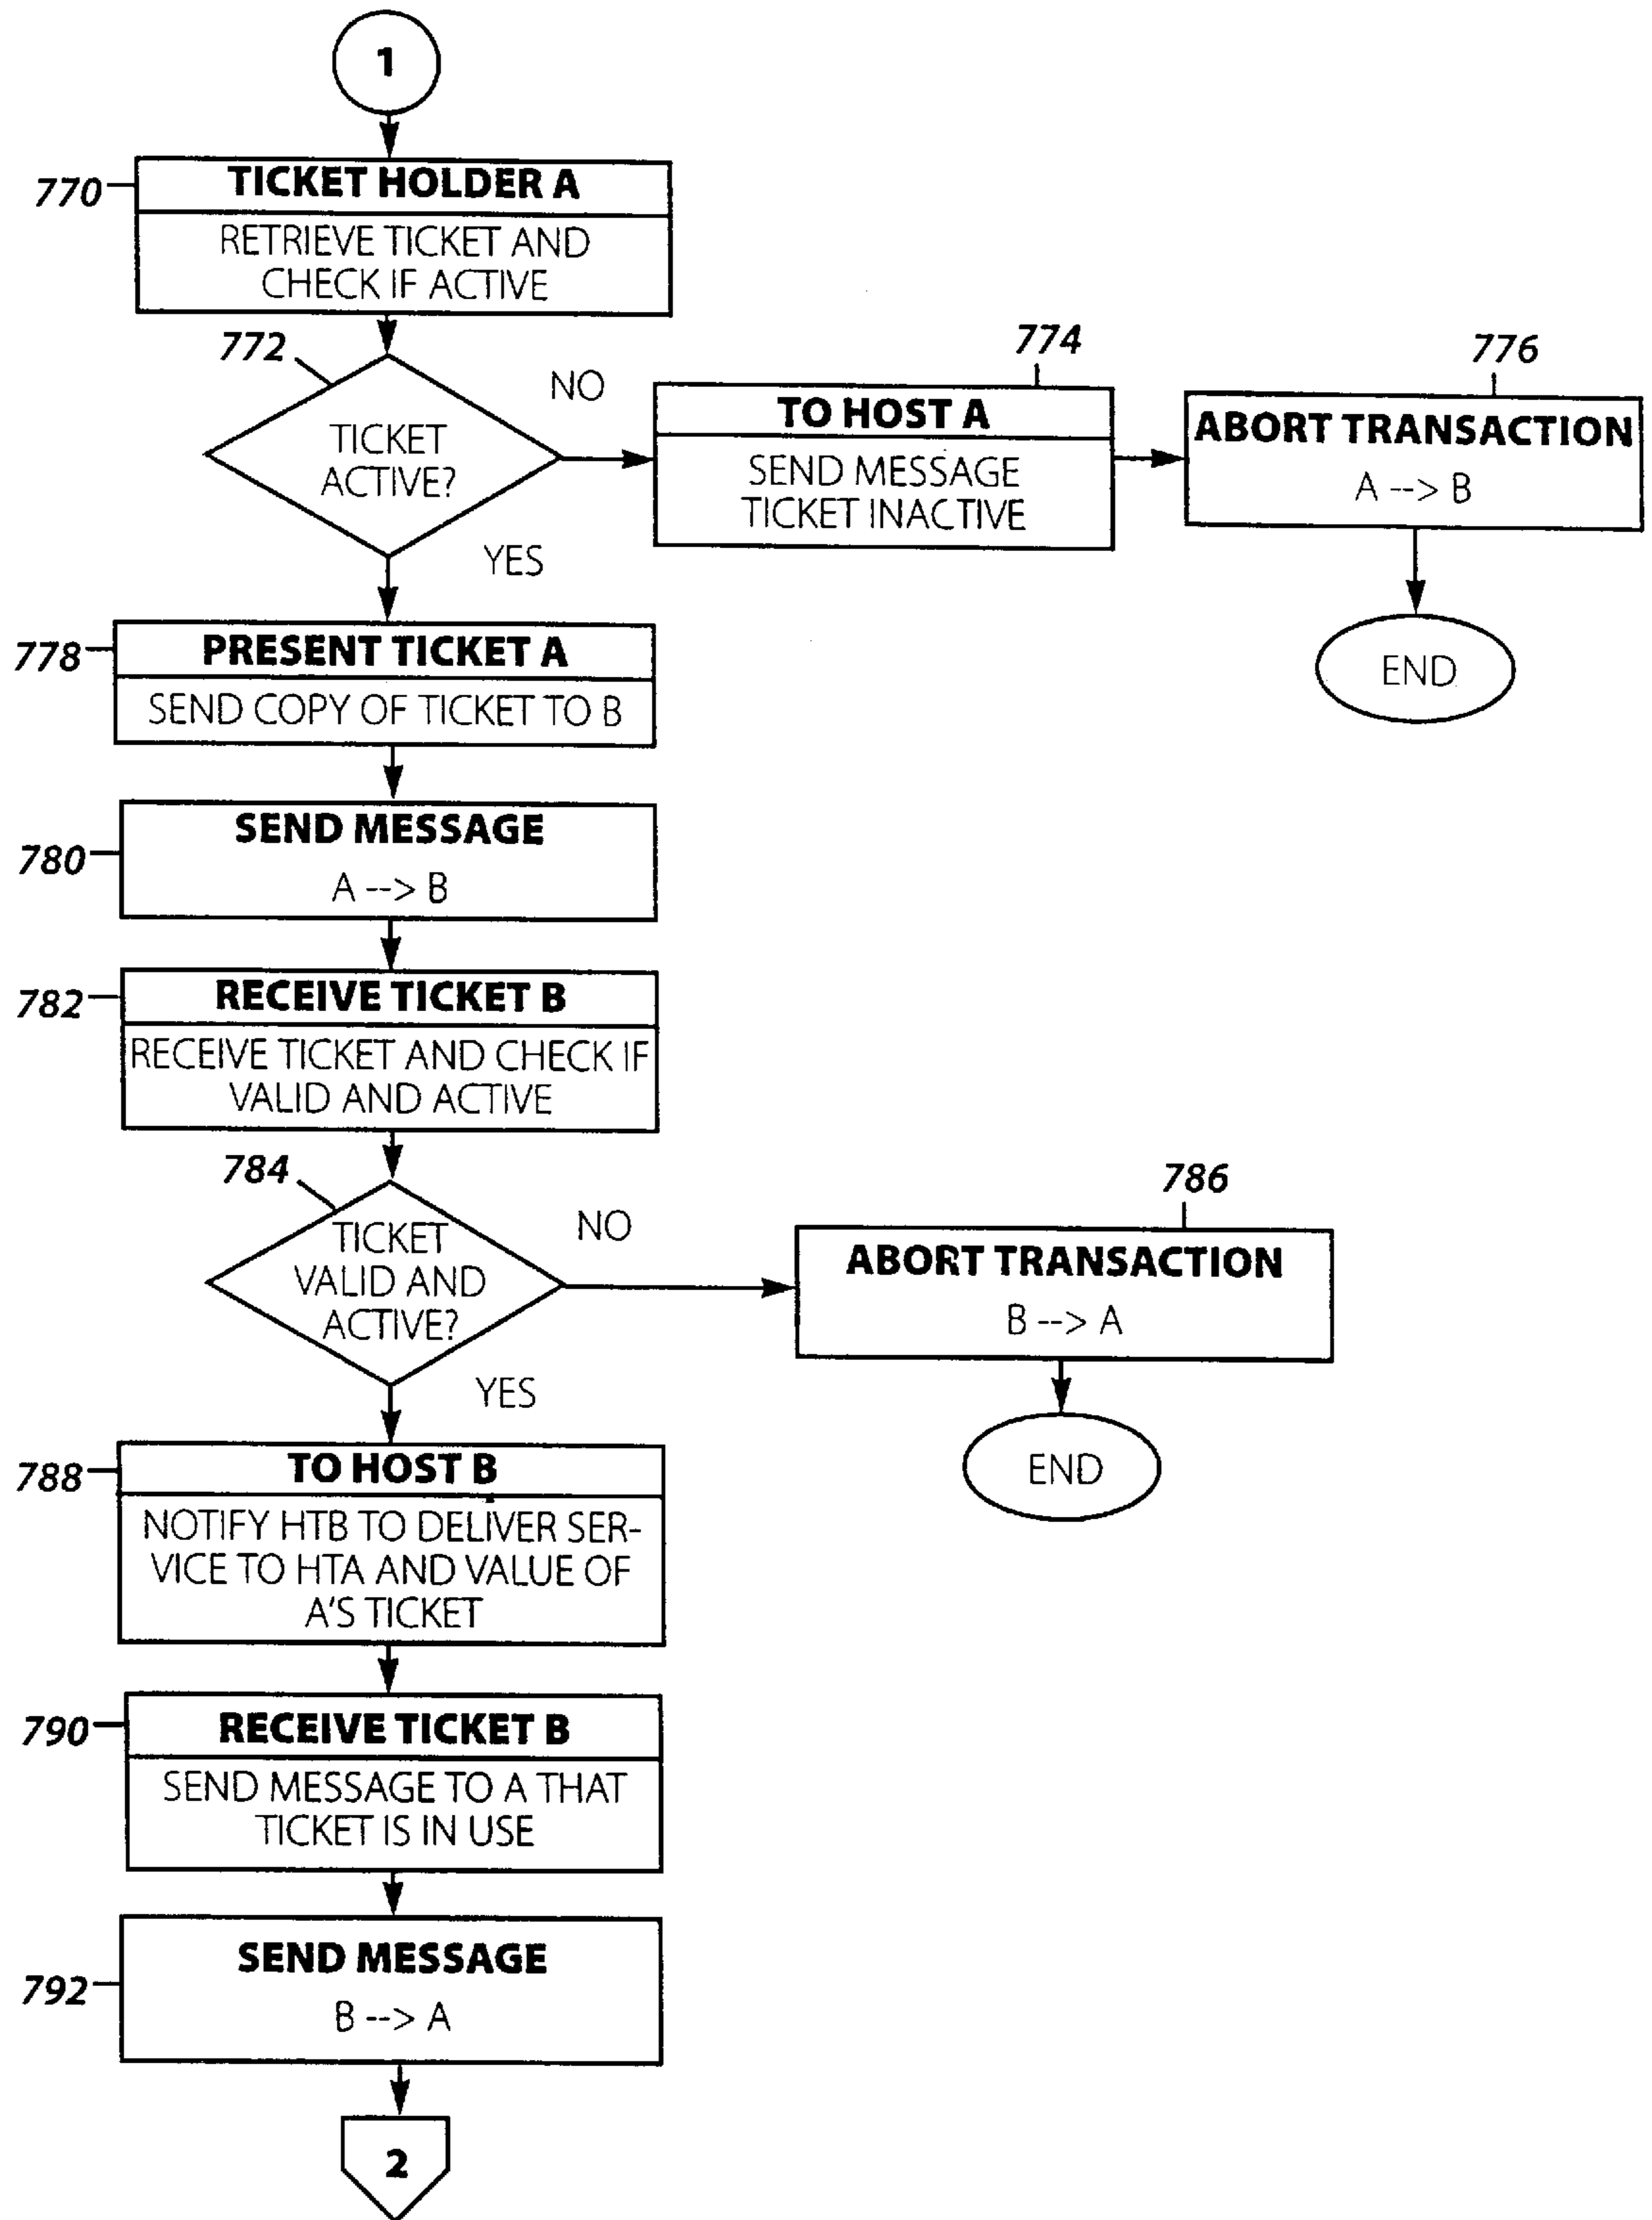 1
770
TICKET HOLDER A
RETRIEVE TICKET AND
CHECK IF ACTIVE
772
TICKET
ACTIVE?
NO
YES
774
TO HOST A
SEND MESSAGE
TICKET INACTIVE
776
ABORT TRANSACTION
A --> B
END
778
PRESENT TICKET A
SEND COPY OF TICKET TO B
780
SEND MESSAGE
A --> B
782
RECEIVE TICKET B
RECEIVE TICKET AND CHECK IF
VALID AND ACTIVE
784
TICKET
VALID AND
ACTIVE?
NO
YES
786
ABORT TRANSACTION
B --> A
END
788
TO HOST B
NOTIFY HTB TO DELIVER SER-
VICE TO HTA AND VALUE OF
A'S TICKET
790
RECEIVE TICKET B
SEND MESSAGE TO A THAT
TICKET IS IN USE
792
SEND MESSAGE
B --> A
2